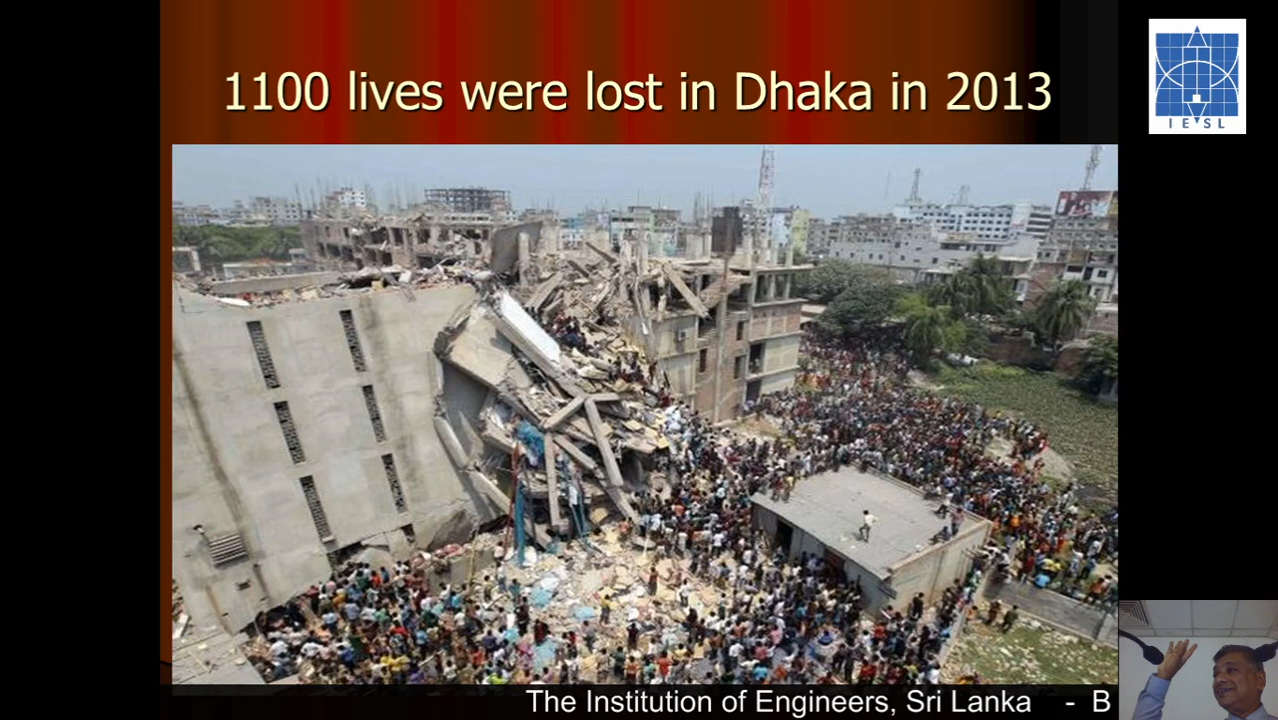 1100 lives were lost in Dhaka in 2013
I E S L
The Institution of Engineers, Sri Lanka - B